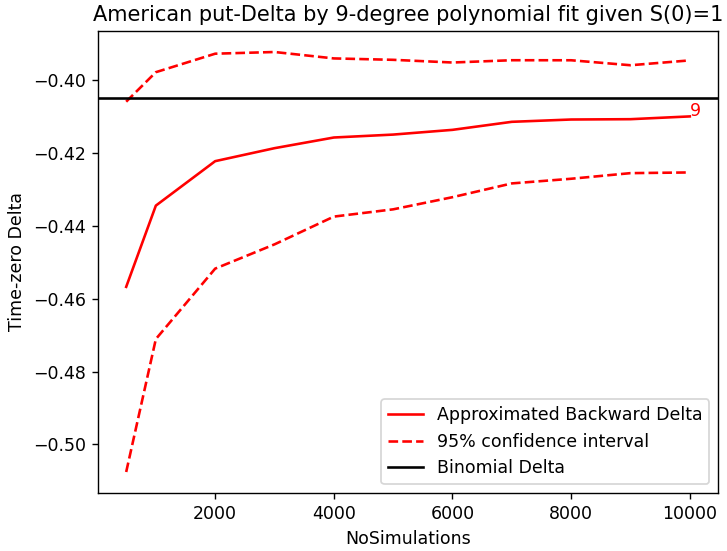 American put-Delta by 9-degree polynomial fit given S(0)=1
−0.40
−0.42
−0.44
−0.46
−0.48
−0.50
Time-zero Delta
9
Approximated Backward Delta
95% confidence interval
Binomial Delta
2000 4000 6000 8000 10000
NoSimulations